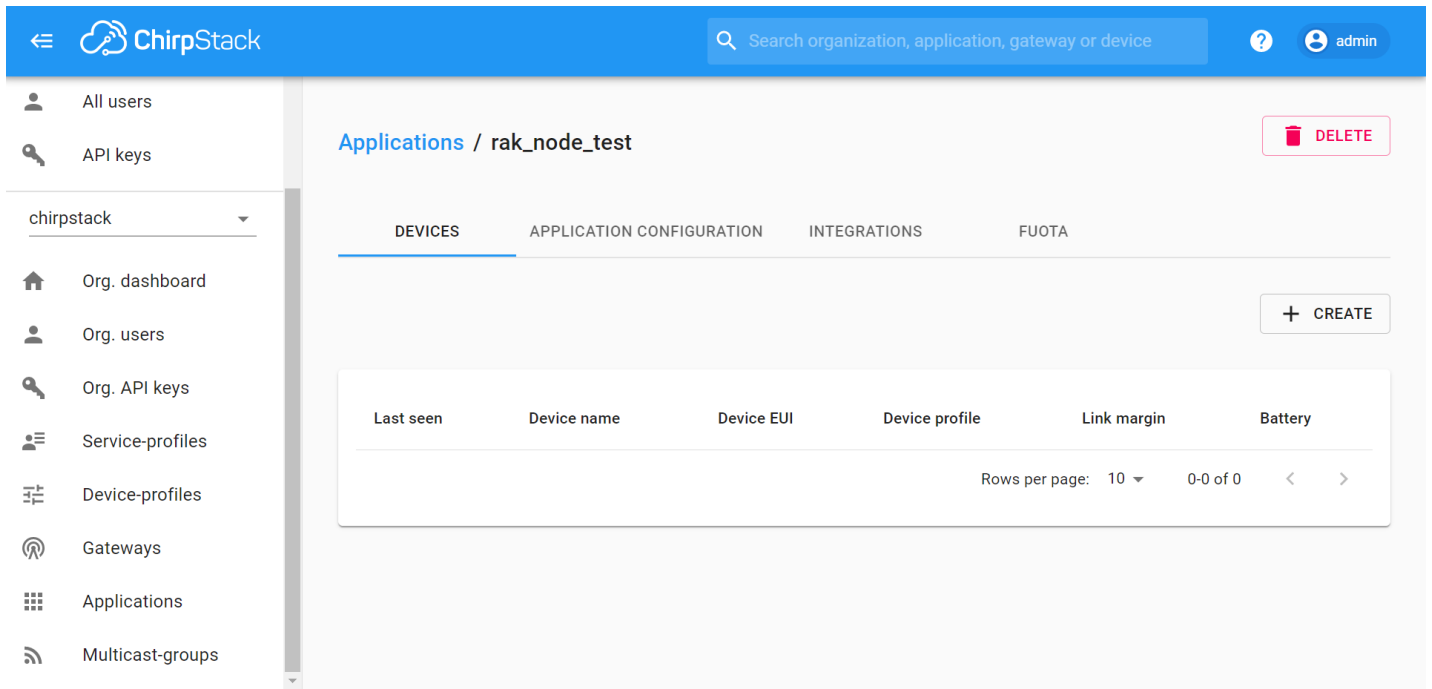 ChirpStack
Search organization, application, gateway or device
? admin
All users
API keys
chirpstack
Org. dashboard
Org. users
Org. API keys
Service-profiles
Device-profiles
Gateways
Applications
Multicast-groups
Applications / rak_node_test
DELETE
DEVICES APPLICATION CONFIGURATION INTEGRATIONS FUOTA
+ CREATE
Last seen Device name Device EUI Device profile Link margin Battery
Rows per page: 10 0-0 of 0